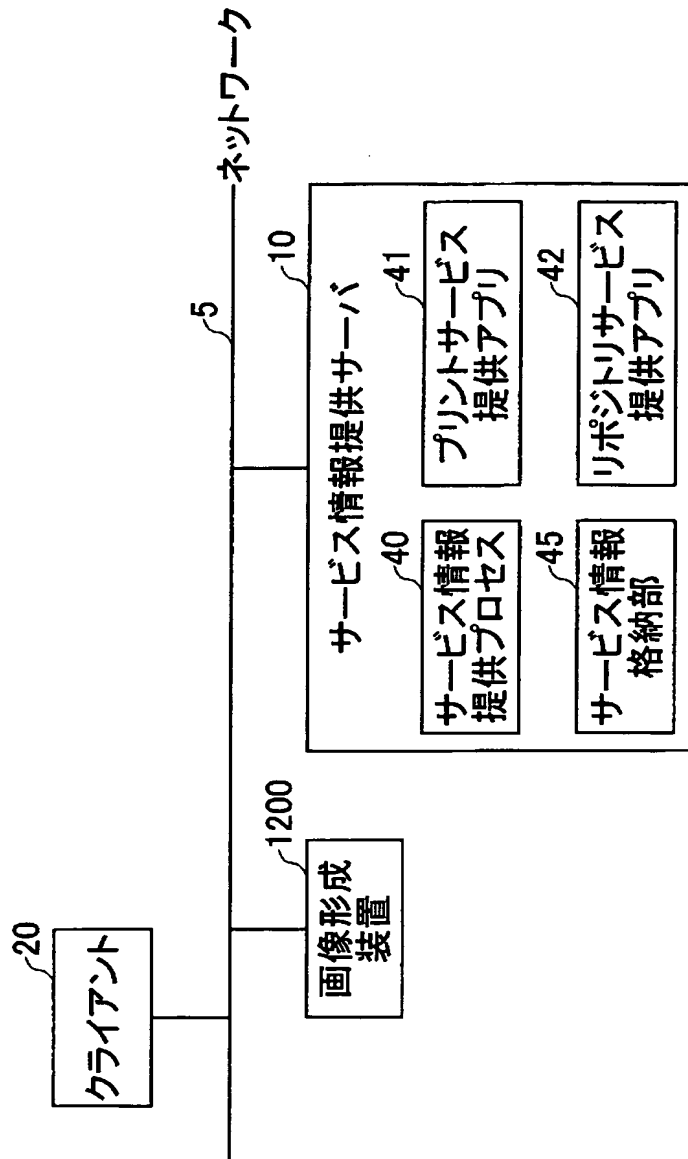 20
クライアント
5
ネットワーク
1200
画像形成
装置
10
サービス情報提供サーバ
40
サービス情報
提供プロセス
41
プリントサービス
提供アプリ
45
サービス情報
格納部
42
リポジトリサービス
提供アプリ